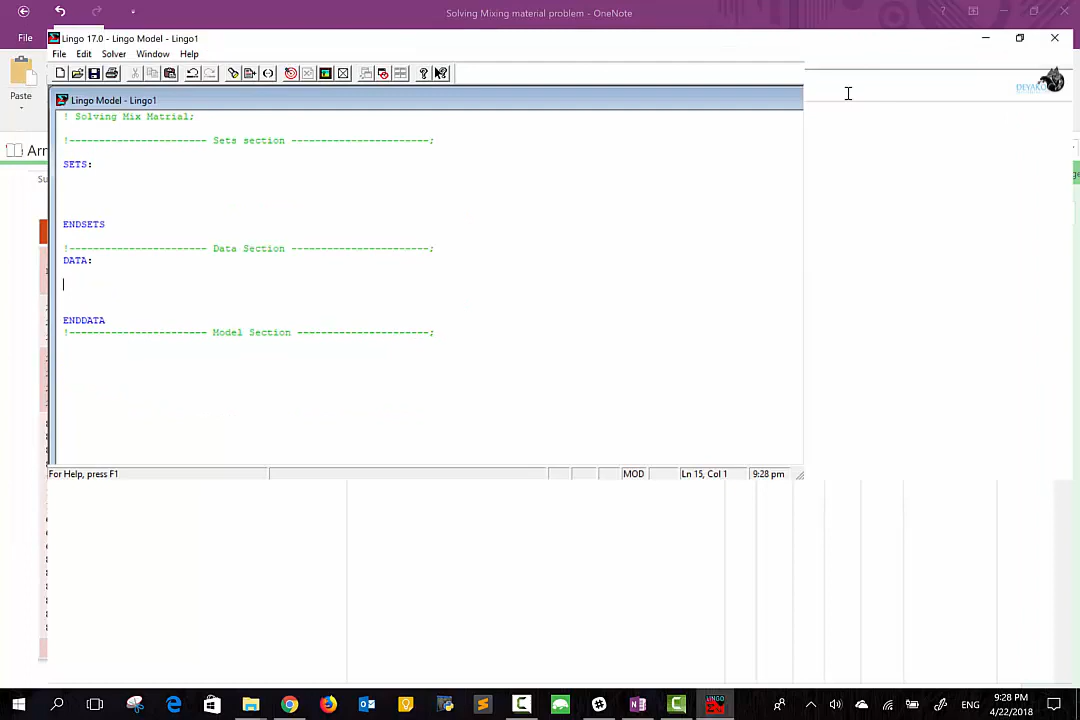 Solving Mixing material problem - OneNote
File
Lingo 17.0 - Lingo Model - Lingo1
File Edit Solver Window Help
Paste
Lingo Model - Lingo1
DEYAKO
! Solving Mix Matrial;
!----------------------- Sets section -----------------------;
SETS:
ENDSETS
!----------------------- Data Section -----------------------;
DATA:
ENDDATA
!----------------------- Model Section ----------------------;
For Help, press F1
MOD
Ln 15, Col 1
9:28 pm
ENG
9:28 PM
4/22/2018